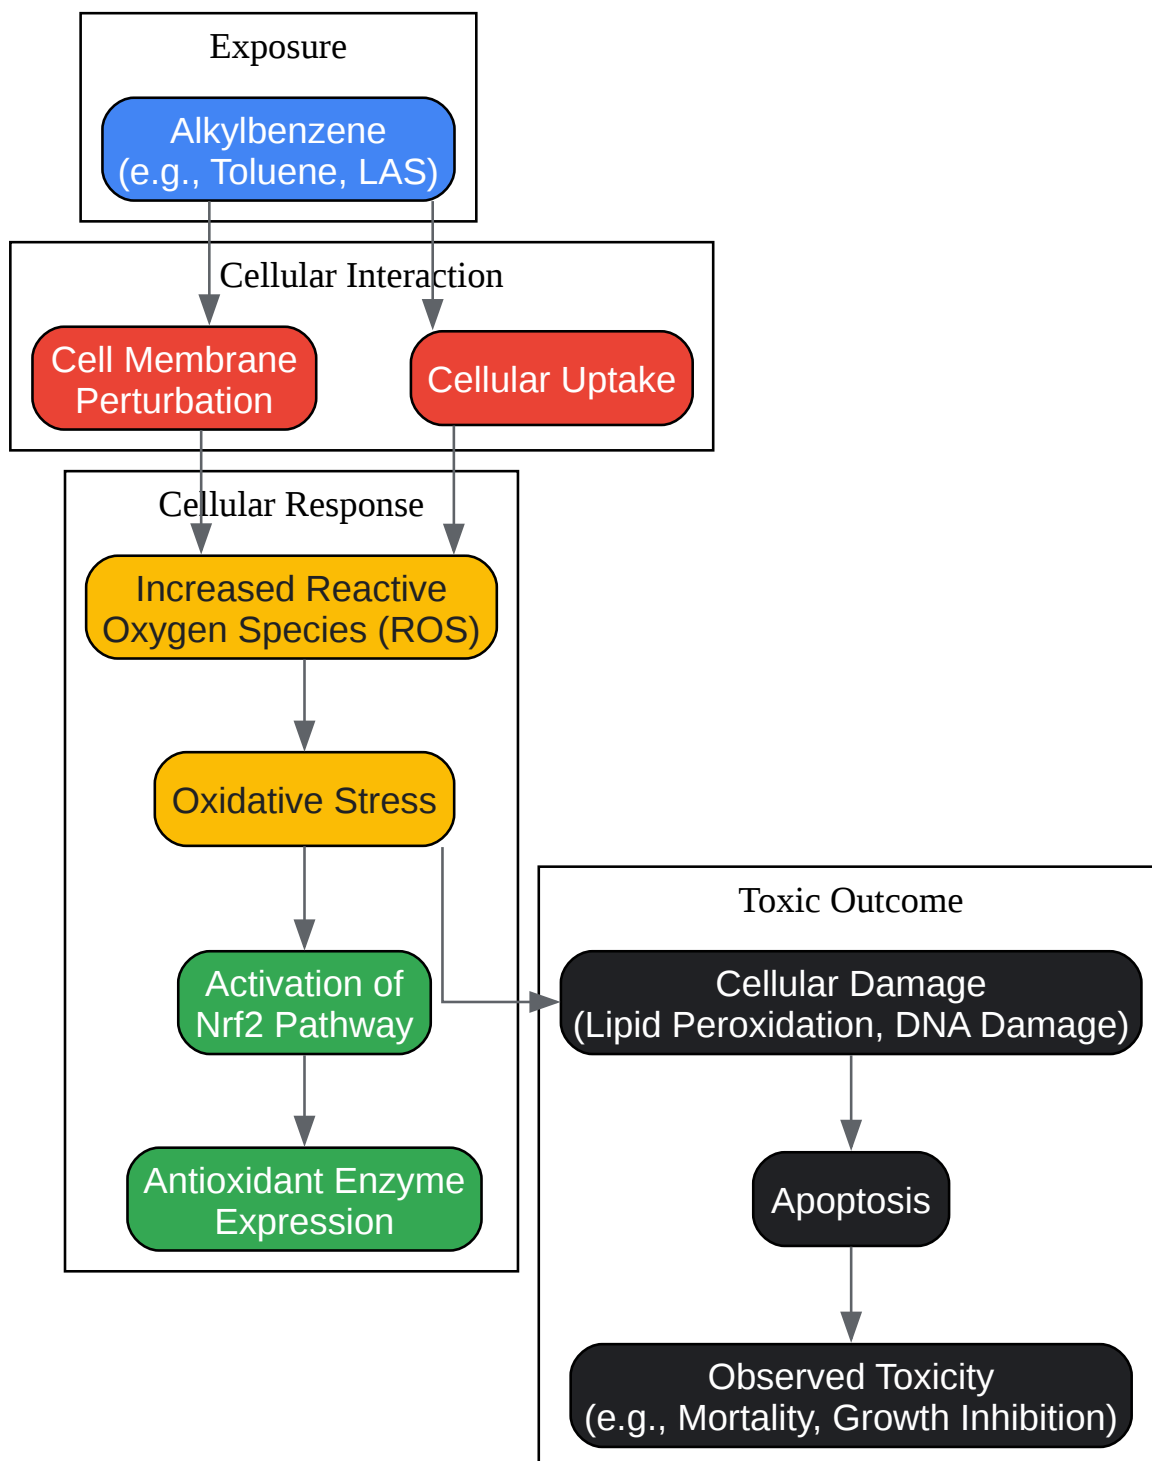 Exposure
Alkylbenzene
(e.g., Toluene, LAS)
Cellular Interaction
Cell Membrane
Perturbation
Cellular Uptake
Cellular Response
Increased Reactive
Oxygen Species (ROS)
Oxidative Stress
Activation of
Nrf2 Pathway
Antioxidant Enzyme
Expression
Toxic Outcome
Cellular Damage
(Lipid Peroxidation, DNA Damage)
Apoptosis
Observed Toxicity
(e.g., Mortality, Growth Inhibition)